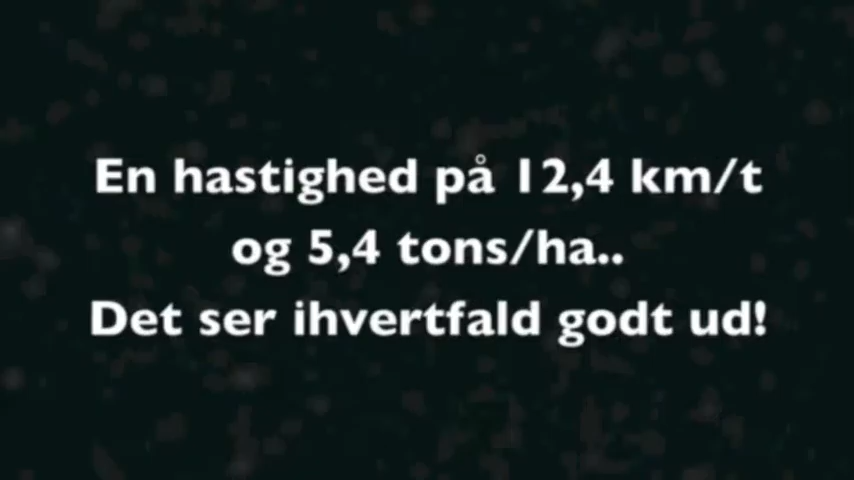 En hastighed på 12,4 km/t
og 5,4 tons/ha..
Det ser ihvertfald godt ud!